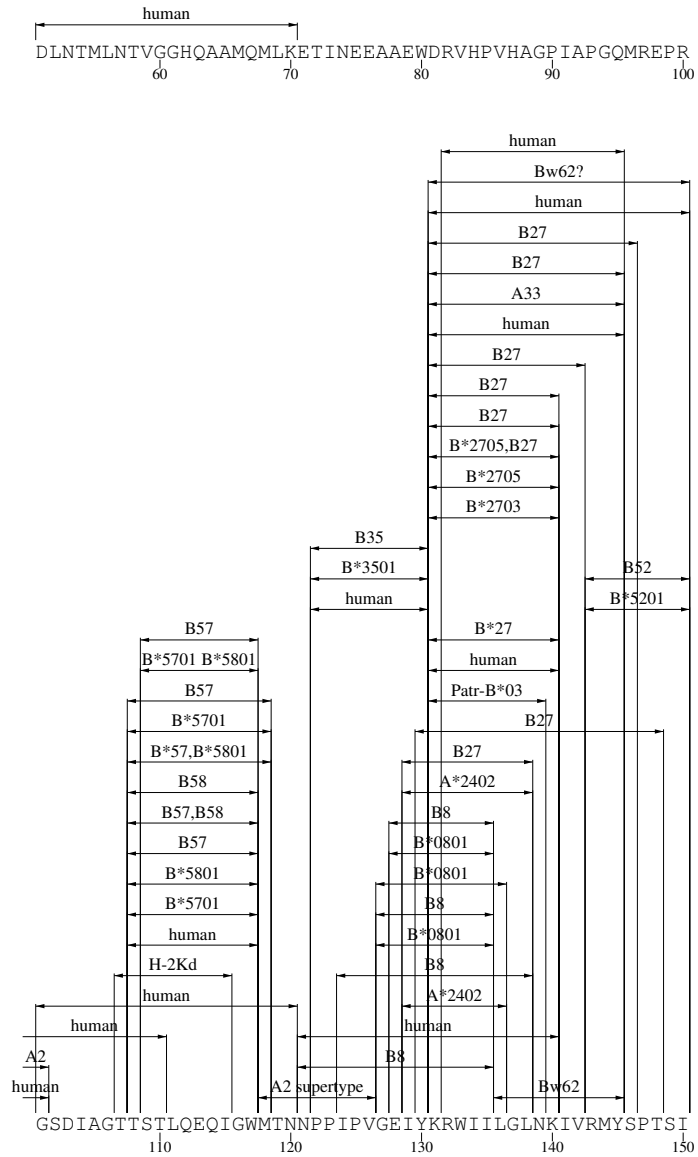 human
DLNTMLNTVGGHQAAMQMLKETINEEAAEWDRVHPVHAGPIAPGQMREPR
60 70 80 90 100
human
Bw62?
human
B27
B27
A33
human
B27
B27
B27
B*2705,B27
B*2705
B*2703
B35
B*3501 B52
human B*5201
B57 B*27
B*5701 B*5801 human
B57 Patr-B*03
B*5701 B27
B*57,B*5801 B27
B58 A*2402
B57,B58 B8
B57 B*0801
B*5801 B*0801
B*5701 B8
human B*0801
H-2Kd B8
human A*2402
human human
A2 B8
human A2 supertype Bw62
GSDIAGTTSTLQEQIGWMTNNPPIPVGEIYKRWIILGLNKIVRMYSPTSI
110 120 130 140 150